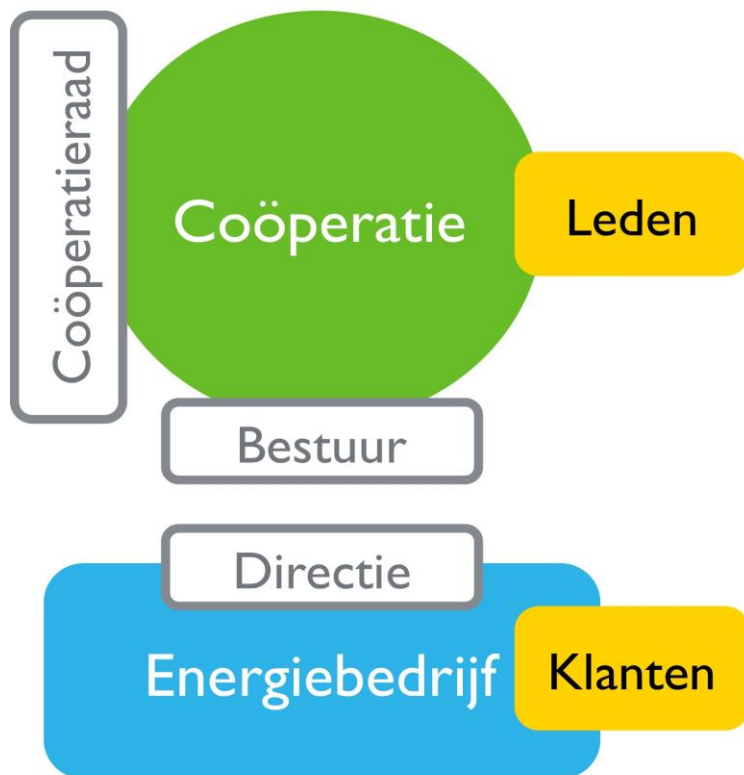 Coöperatieraad
Coöperatie
Leden
Bestuur
Directie
Energiebedrijf
Klanten